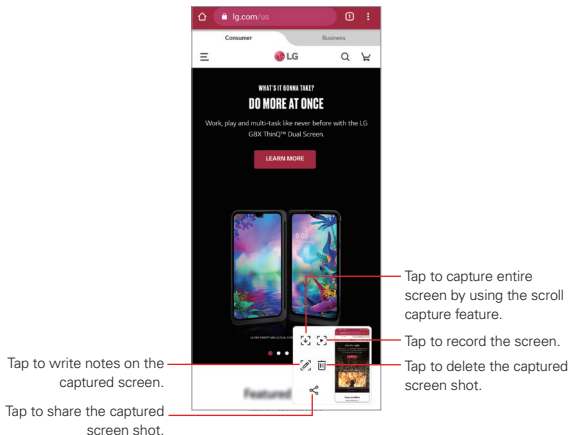 lg.com/us
1
Consumer
Business
LG
WHAT'S IT GONNA TAKE?
DO MORE AT ONCE
Work, play and multi-task like never before with the LG
G8X ThinQ™ Dual Screen.
LEARN MORE
5:00
Tap to capture entire
screen by using the scroll
capture feature.
Tap to record the screen.
Tap to write notes on the
captured screen.
Tap to delete the captured
screen shot.
Featured
Tap to share the captured
screen shot.